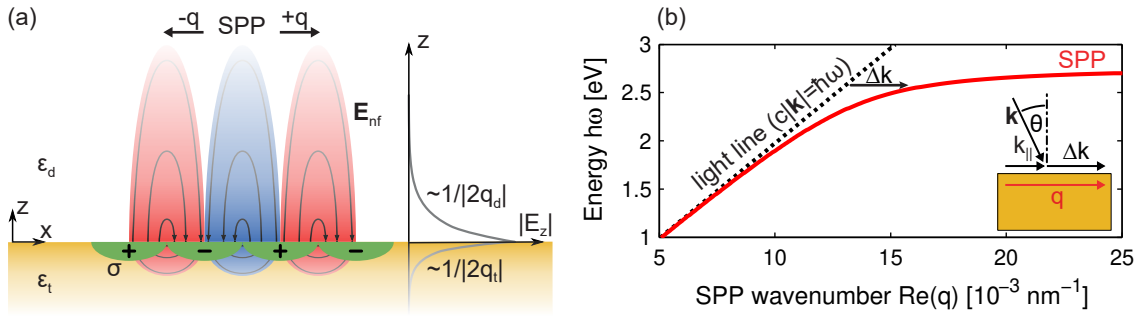 (a)
-q SPP +q
z
E_nf
ε_d
~1/|2q_d|
z
x
|E_z|
+ - + -
σ
~1/|2q_t|
ε_t
(b)
3
2.5
2
1.5
1
5 10 15 20 25
Energy ħω [eV]
SPP wavenumber Re(q) [10⁻³ nm⁻¹]
light line (c|k|=ħω)
Δk
SPP
k
θ
k_||
Δk
q